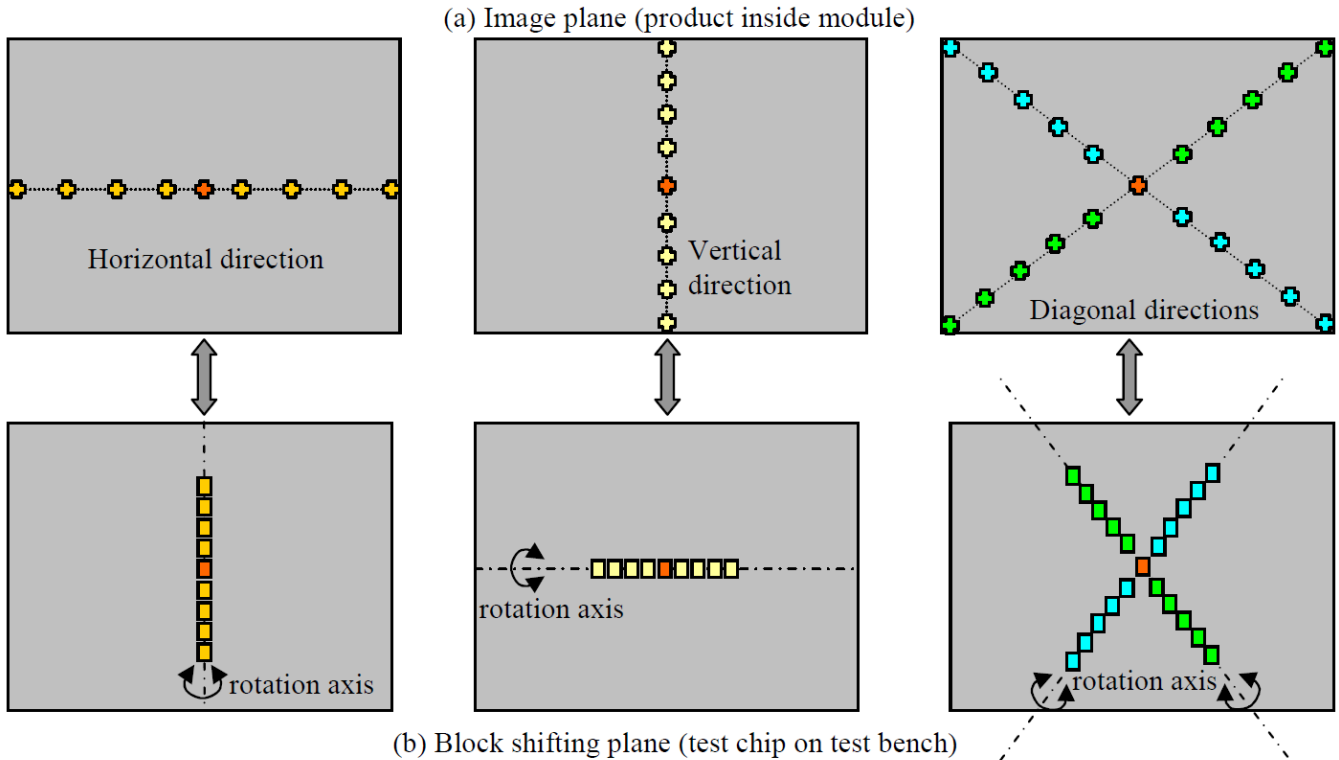 (a) Image plane (product inside module)
Horizontal direction
Vertical
direction
Diagonal directions
rotation axis
rotation axis
rotation axis
(b) Block shifting plane (test chip on test bench)